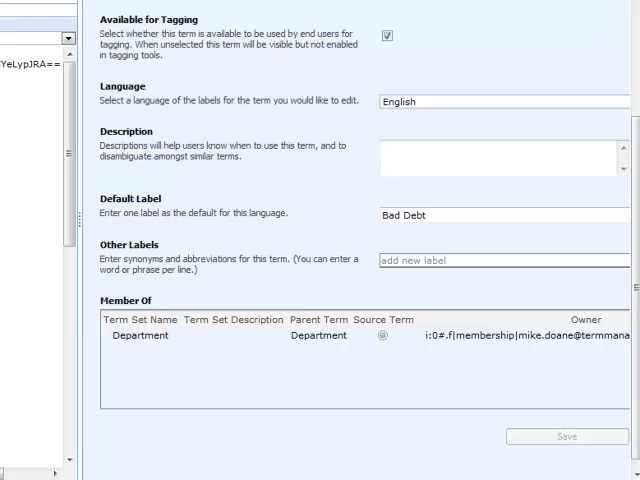 Available for Tagging
Select whether this term is available to be used by end users for
tagging. When unselected this term will be visible but not enabled
in tagging tools.
YeLypJRA==
Language
Select a language of the labels for the term you would like to edit.
English
Description
Descriptions will help users know when to use this term, and to
disambiguate amongst similar terms.
Default Label
Enter one label as the default for this language.
Bad Debt
Other Labels
Enter synonyms and abbreviations for this term. (You can enter a
word or phrase per line.)
add new label
Member Of
Term Set Name Term Set Description Parent Term Source Term Owner
Department Department i:0#.f|membership|mike.doane@termmana
Save